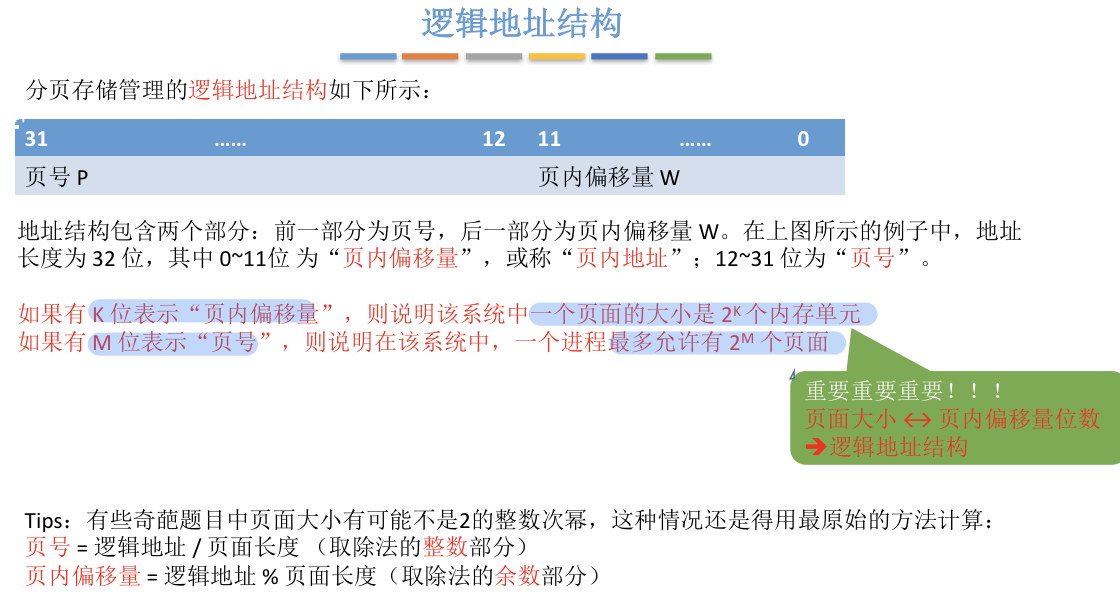 逻辑地址结构
分页存储管理的逻辑地址结构如下所示：
31 …… 12 11 …… 0
页号 P 页内偏移量 W
地址结构包含两个部分：前一部分为页号，后一部分为页内偏移量 W。在上图所示的例子中，地址
长度为 32 位，其中 0~11位 为“页内偏移量”，或称“页内地址”；12~31 位为“页号”。
如果有 K 位表示“页内偏移量”，则说明该系统中一个页面的大小是 2ᴷ 个内存单元
如果有 M 位表示“页号”，则说明在该系统中，一个进程最多允许有 2ᴹ 个页面
重要重要重要！！！
页面大小 ↔ 页内偏移量位数
➔逻辑地址结构
Tips：有些奇葩题目中页面大小有可能不是2的整数次幂，这种情况还是得用最原始的方法计算：
页号 = 逻辑地址 / 页面长度 （取除法的整数部分）
页内偏移量 = 逻辑地址 % 页面长度（取除法的余数部分）